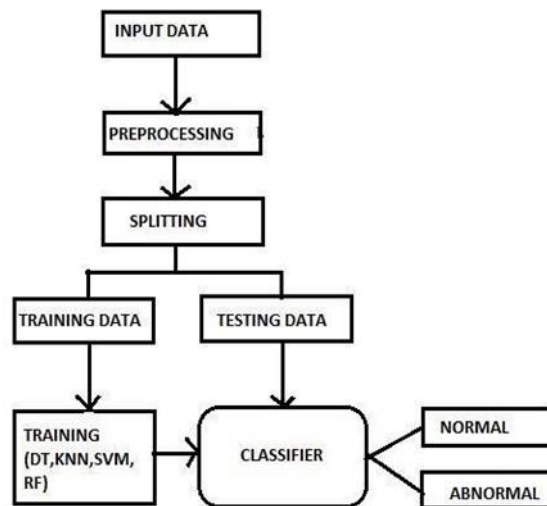 INPUT DATA
PREPROCESSING
SPLITTING
TRAINING DATA
TESTING DATA
TRAINING
(DT,KNN,SVM,
RF)
CLASSIFIER
NORMAL
ABNORMAL